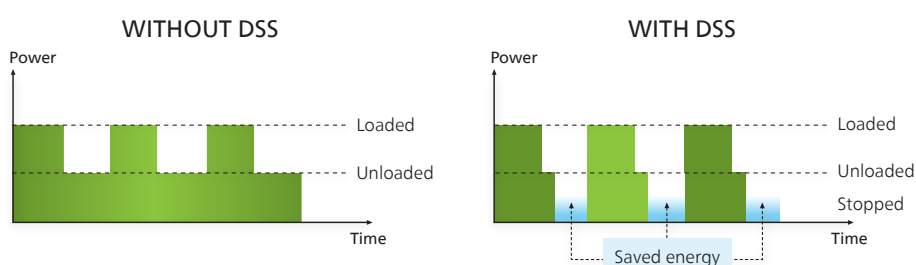 WITHOUT DSS
Power
Loaded
Unloaded
Time
WITH DSS
Power
Loaded
Unloaded
Stopped
Time
Saved energy